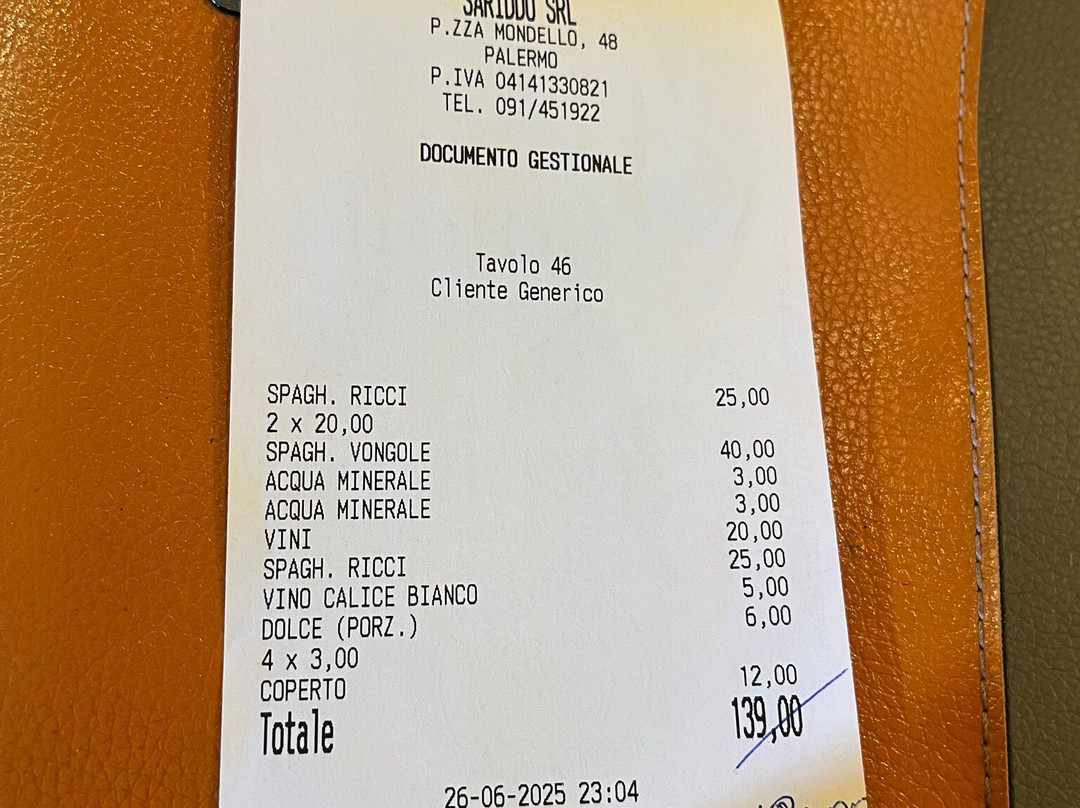 SARIDDU SRL
P.ZZA MONDELLO, 48
PALERMO
P.IVA 04141330821
TEL. 091/451922
DOCUMENTO GESTIONALE
Tavolo 46
Cliente Generico
SPAGH. RICCI 25,00
2 x 20,00
SPAGH. VONGOLE 40,00
ACQUA MINERALE 3,00
ACQUA MINERALE 3,00
VINI 20,00
SPAGH. RICCI 25,00
VINO CALICE BIANCO 5,00
DOLCE (PORZ.) 6,00
4 x 3,00
COPERTO 12,00
Totale 139,00
26-06-2025 23:04